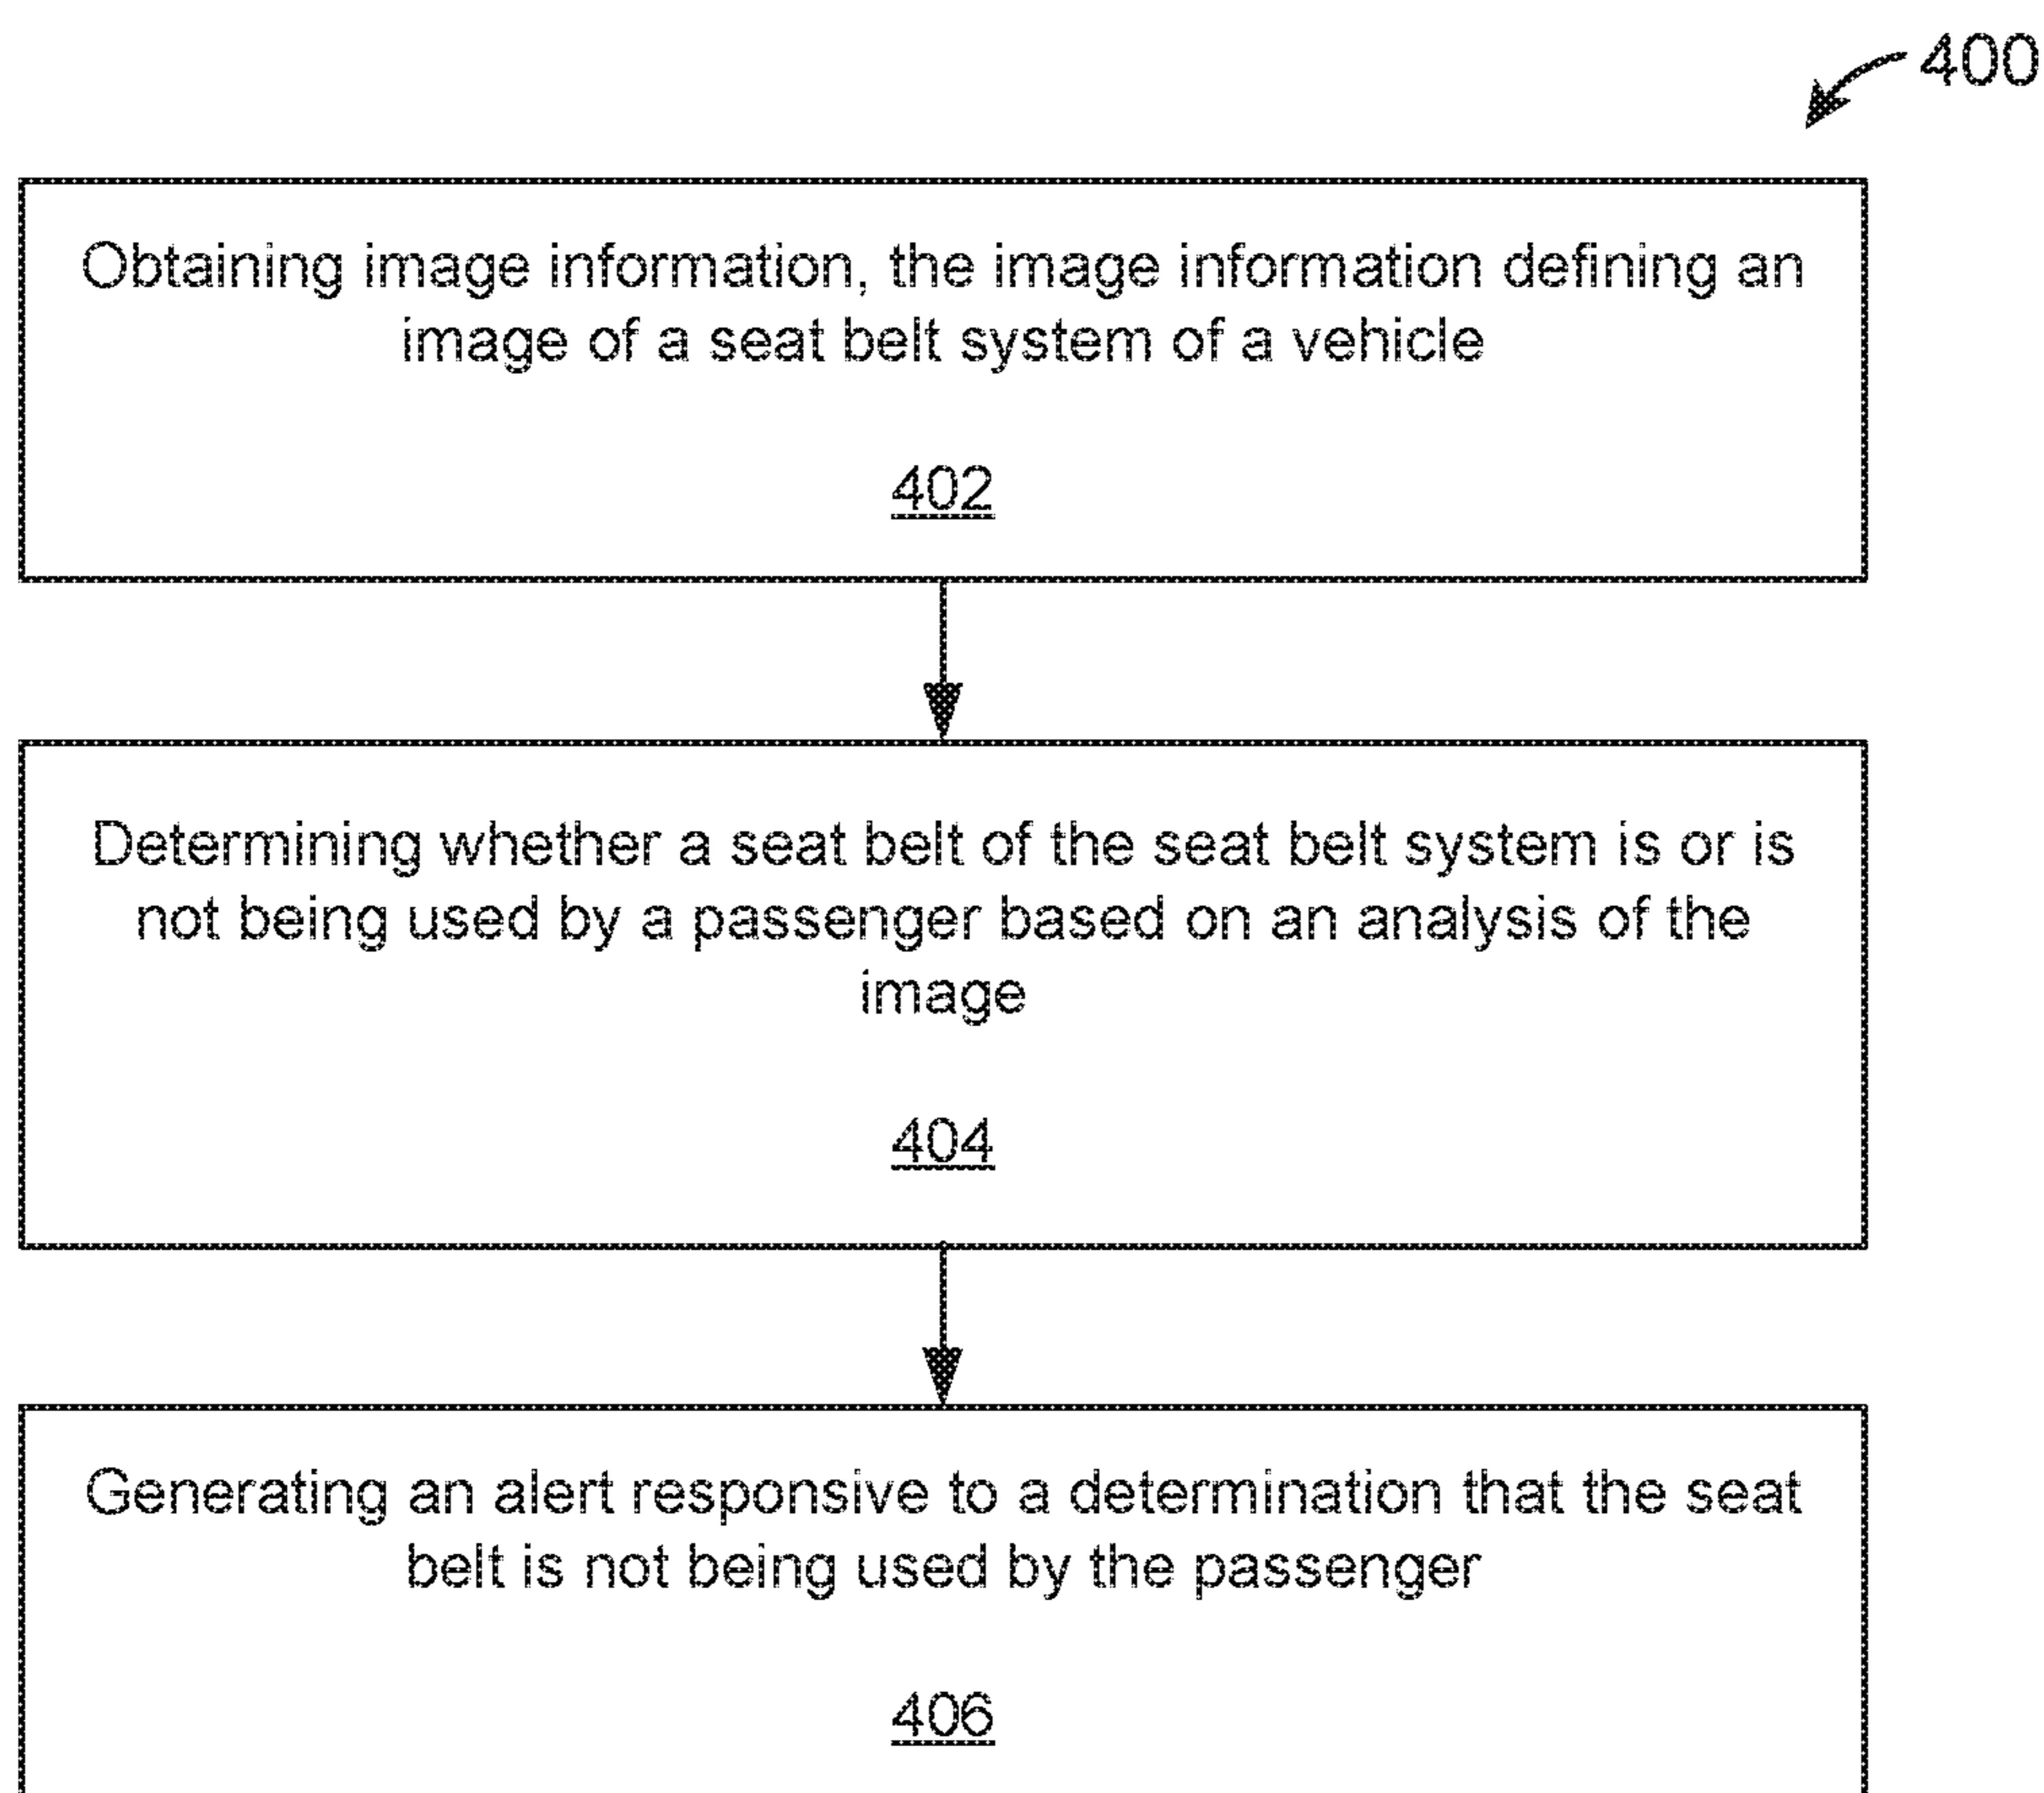 400
Obtaining image information, the image information defining an
image of a seat belt system of a vehicle
402
Determining whether a seat belt of the seat belt system is or is
not being used by a passenger based on an analysis of the
image
404
Generating an alert responsive to a determination that the seat
belt is not being used by the passenger
406